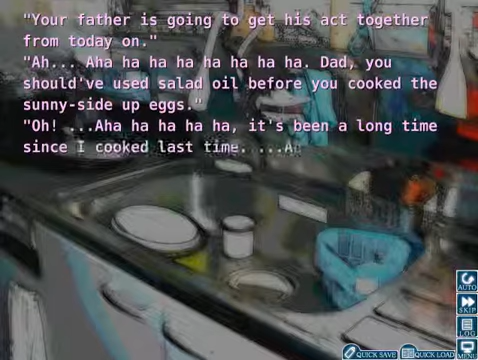 "Your father is going to get his act together
from today on."
"Ah... Aha ha ha ha ha ha ha ha. Dad, you
should've used salad oil before you cooked the
sunny-side up eggs."
"Oh! ...Aha ha ha ha ha, it's been a long time
since I cooked last time. ...A
AUTO
SKIP
LOG
QUICK SAVE QUICK LOAD MENU